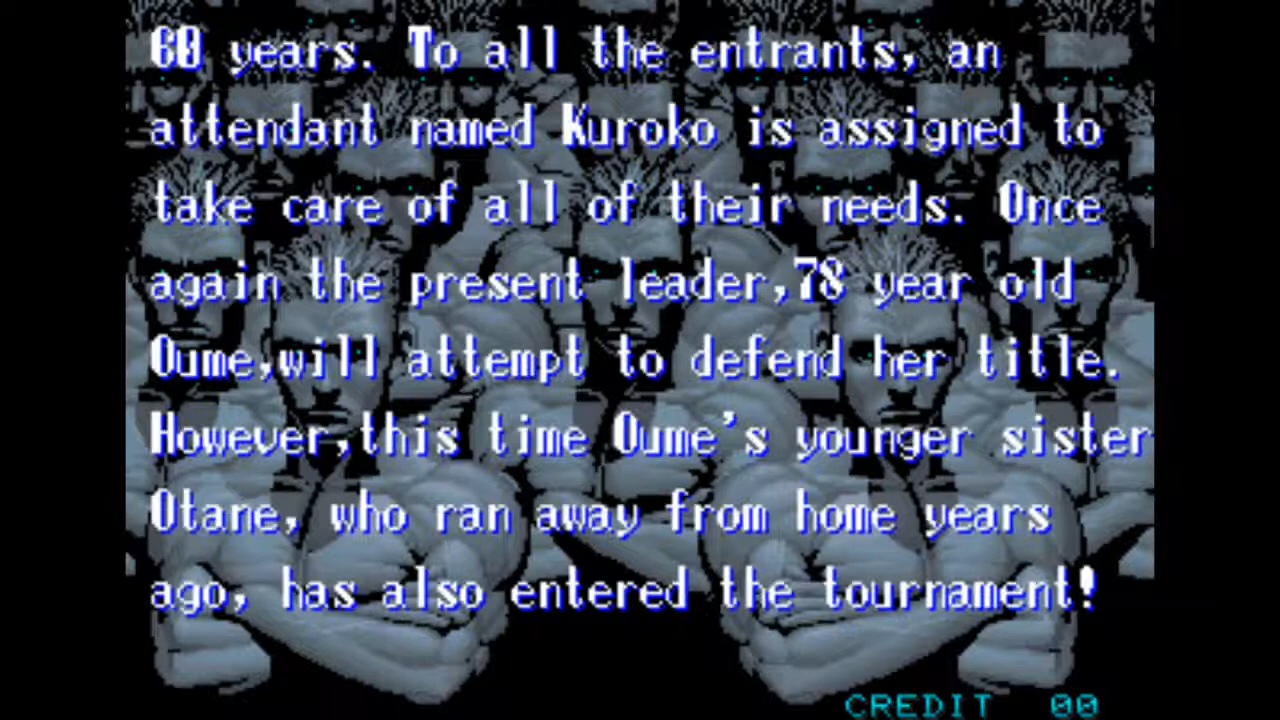 60 years. To all the entrants, an
attendant named Kuroko is assigned to
take care of all of their needs. Once
again the present leader,78 year old
Oume,will attempt to defend her title.
However,this time Oume's younger sister
Otane, who ran away from home years
ago, has also entered the tournament!
CREDIT 00